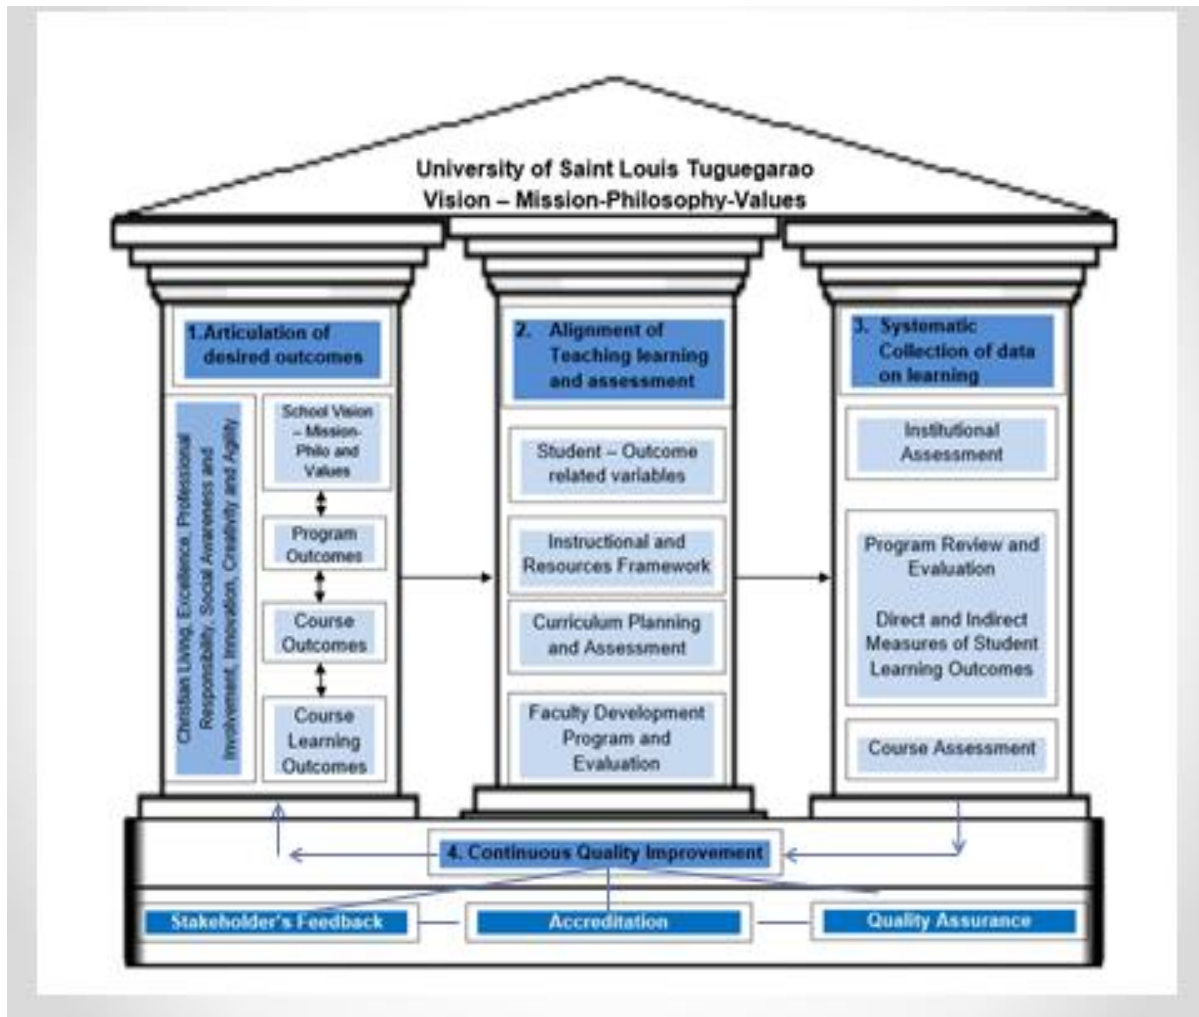 University of Saint Louis Tuguegarao
Vision – Mission-Philosophy-Values
1.Articulation of
desired outcomes
Christian Living, Excellence, Professional
Responsibility, Social Awareness and
Involvement, Innovation, Creativity and Agility
School Vision
– Mission-
Philo and
Values
Program
Outcomes
Course
Outcomes
Course
Learning
Outcomes
2. Alignment of
Teaching learning
and assessment
Student – Outcome
related variables
Instructional and
Resources Framework
Curriculum Planning
and Assessment
Faculty Development
Program and
Evaluation
3. Systematic
Collection of data
on learning
Institutional
Assessment
Program Review and
Evaluation
Direct and Indirect
Measures of Student
Learning Outcomes
Course Assessment
4. Continuous Quality Improvement
Stakeholder's Feedback
Accreditation
Quality Assurance